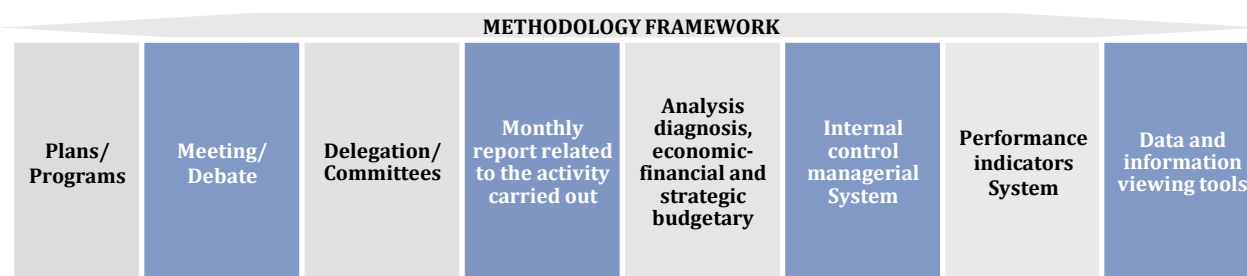 METHODOLOGY FRAMEWORK
Plans/
Programs
Meeting/
Debate
Delegation/
Committees
Monthly
report related
to the activity
carried out
Analysis
diagnosis,
economic-
financial and
strategic
budgetary
Internal
control
managerial
System
Performance
indicators
System
Data and
information
viewing tools